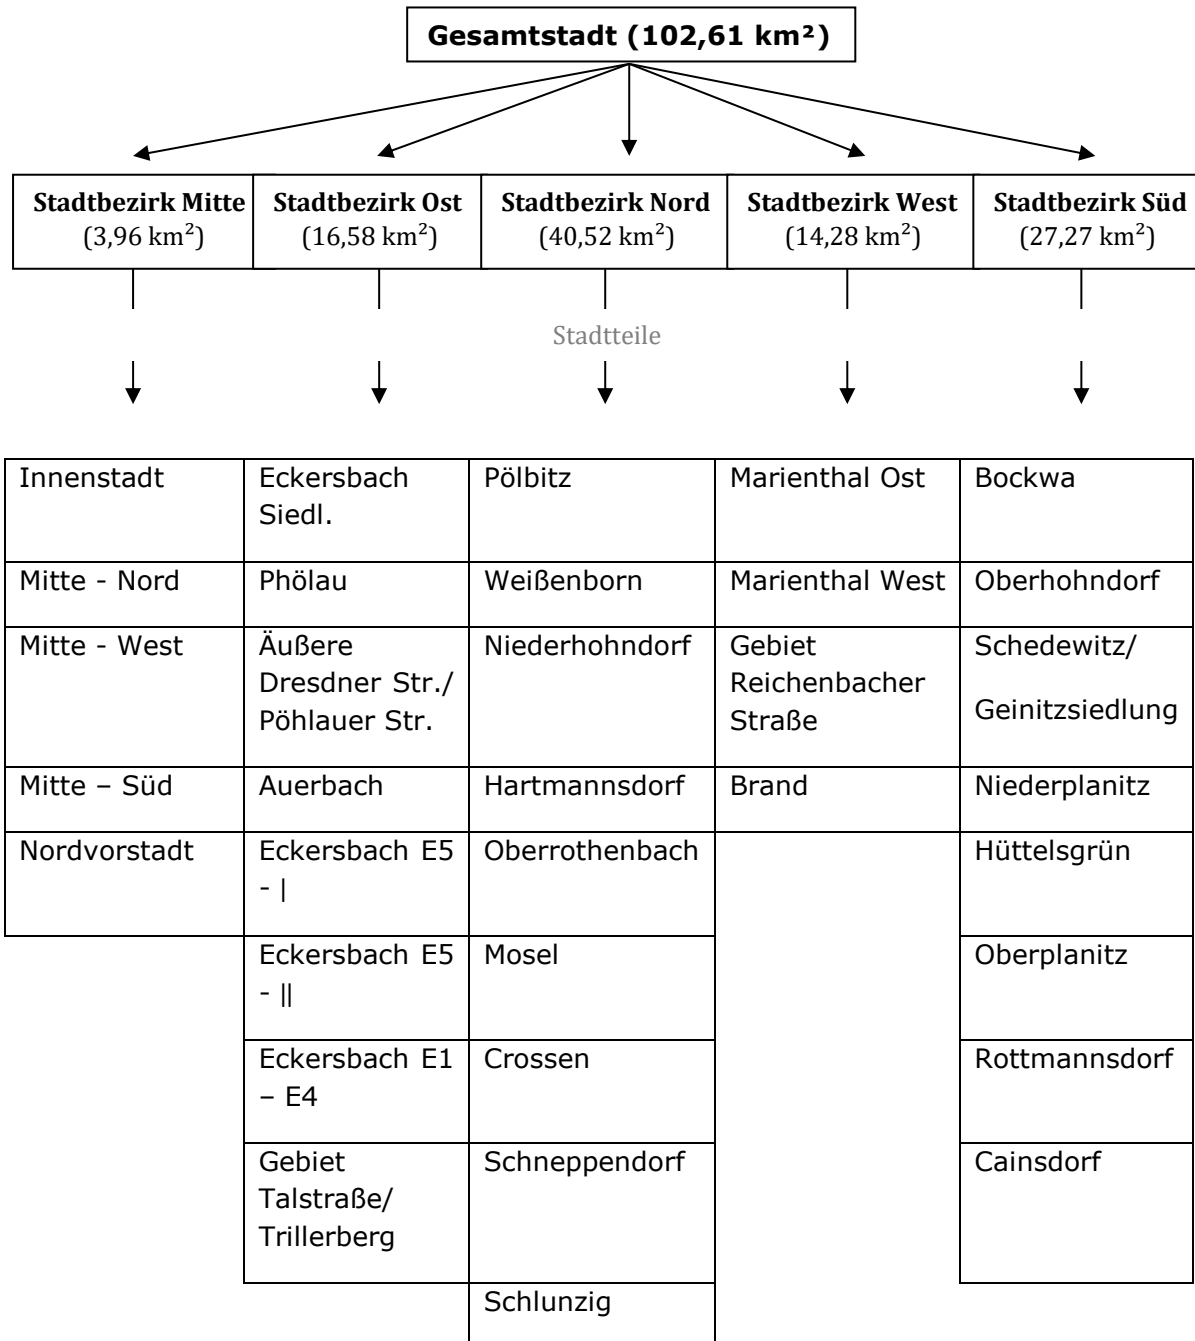 Gesamtstadt (102,61 km²)
Stadtbezirk Mitte
(3,96 km²)
Stadtbezirk Ost
(16,58 km²)
Stadtbezirk Nord
(40,52 km²)
Stadtbezirk West
(14,28 km²)
Stadtbezirk Süd
(27,27 km²)
Stadtteile
Innenstadt
Eckersbach
Siedl.
Pölbitz
Marienthal Ost
Bockwa
Mitte - Nord
Phölau
Weißenborn
Marienthal West
Oberhohndorf
Mitte - West
Äußere
Dresdner Str./
Pöhlauer Str.
Niederhohndorf
Gebiet
Reichenbacher
Straße
Schedewitz/
Geinitzsiedlung
Mitte – Süd
Auerbach
Hartmannsdorf
Brand
Niederplanitz
Nordvorstadt
Eckersbach E5
- |
Oberrothenbach
Hüttelsgrün
Eckersbach E5
- ||
Mosel
Oberplanitz
Eckersbach E1
– E4
Crossen
Rottmannsdorf
Gebiet
Talstraße/
Trillerberg
Schneppendorf
Cainsdorf
Schlunzig